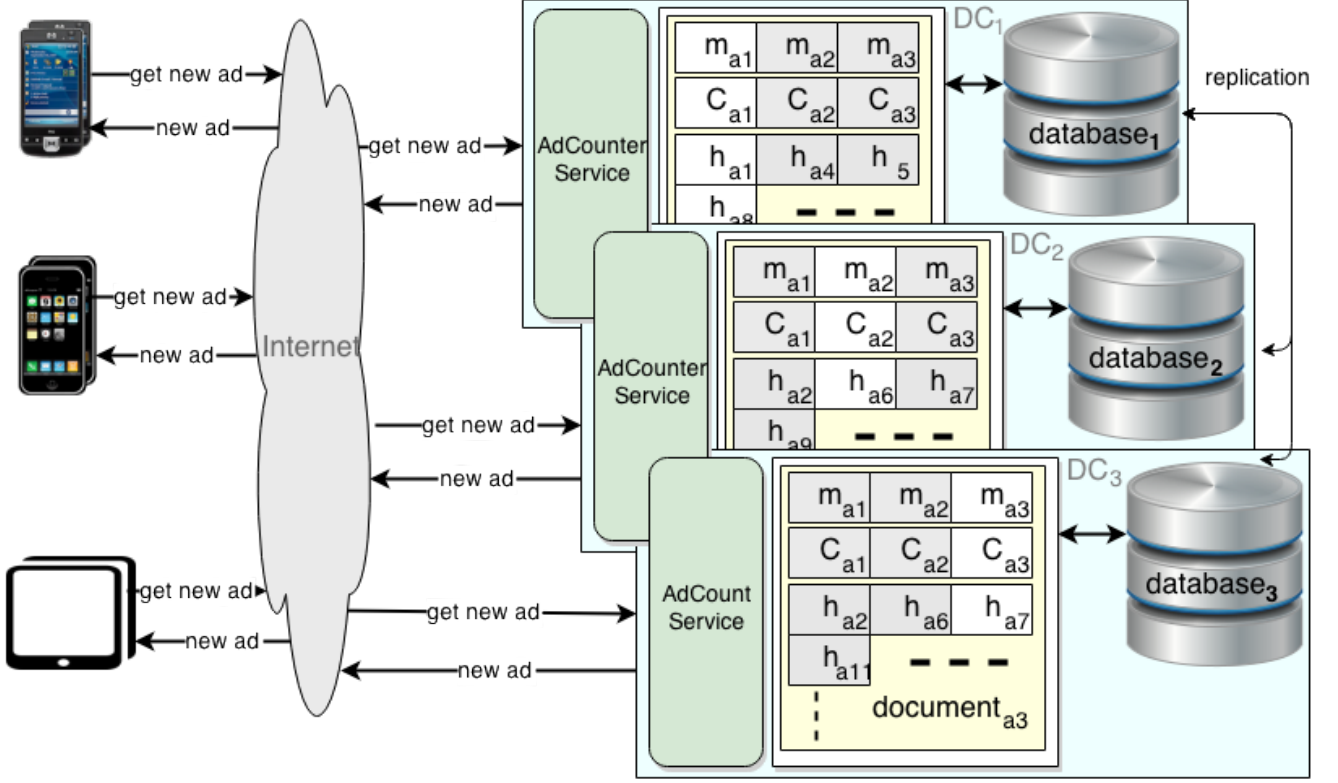 get new ad
new ad
get new ad
new ad
get new ad
new ad
Internet
get new ad
new ad
get new ad
new ad
get new ad
new ad
AdCounter
Service
ma1 ma2 ma3
Ca1 Ca2 Ca3
ha1 ha4 h 5
ha8
DC1
database1
replication
AdCounter
Service
ma1 ma2 ma3
Ca1 Ca2 Ca3
ha2 ha6 ha7
ha9
DC2
database2
AdCount
Service
ma1 ma2 ma3
Ca1 Ca2 Ca3
ha2 ha6 ha7
ha11
documenta3
DC3
database3